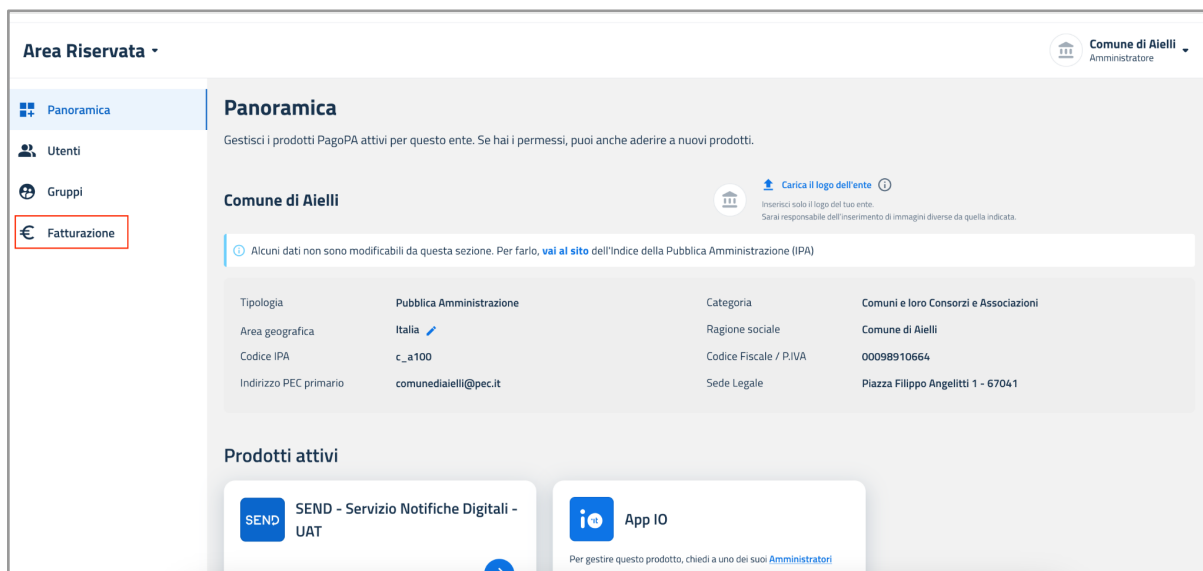 Area Riservata
Comune di Aielli
Amministratore
Panoramica
Utenti
Gruppi
Fatturazione
Panoramica
Gestisci i prodotti PagoPA attivi per questo ente. Se hai i permessi, puoi anche aderire a nuovi prodotti.
Comune di Aielli
Carica il logo dell'ente
Inserisci solo il logo del tuo ente.
Sarai responsabile dell'inserimento di immagini diverse da quella indicata.
Alcuni dati non sono modificabili da questa sezione. Per farlo, vai al sito dell'Indice della Pubblica Amministrazione (IPA)
Tipologia Pubblica Amministrazione
Area geografica Italia
Codice IPA c_a100
Indirizzo PEC primario comunediaielli@pec.it
Categoria Comuni e loro Consorzi e Associazioni
Ragione sociale Comune di Aielli
Codice Fiscale / P.IVA 00098910664
Sede Legale Piazza Filippo Angelitti 1 - 67041
Prodotti attivi
SEND
SEND - Servizio Notifiche Digitali -
UAT
io it
App IO
Per gestire questo prodotto, chiedi a uno dei suoi Amministratori